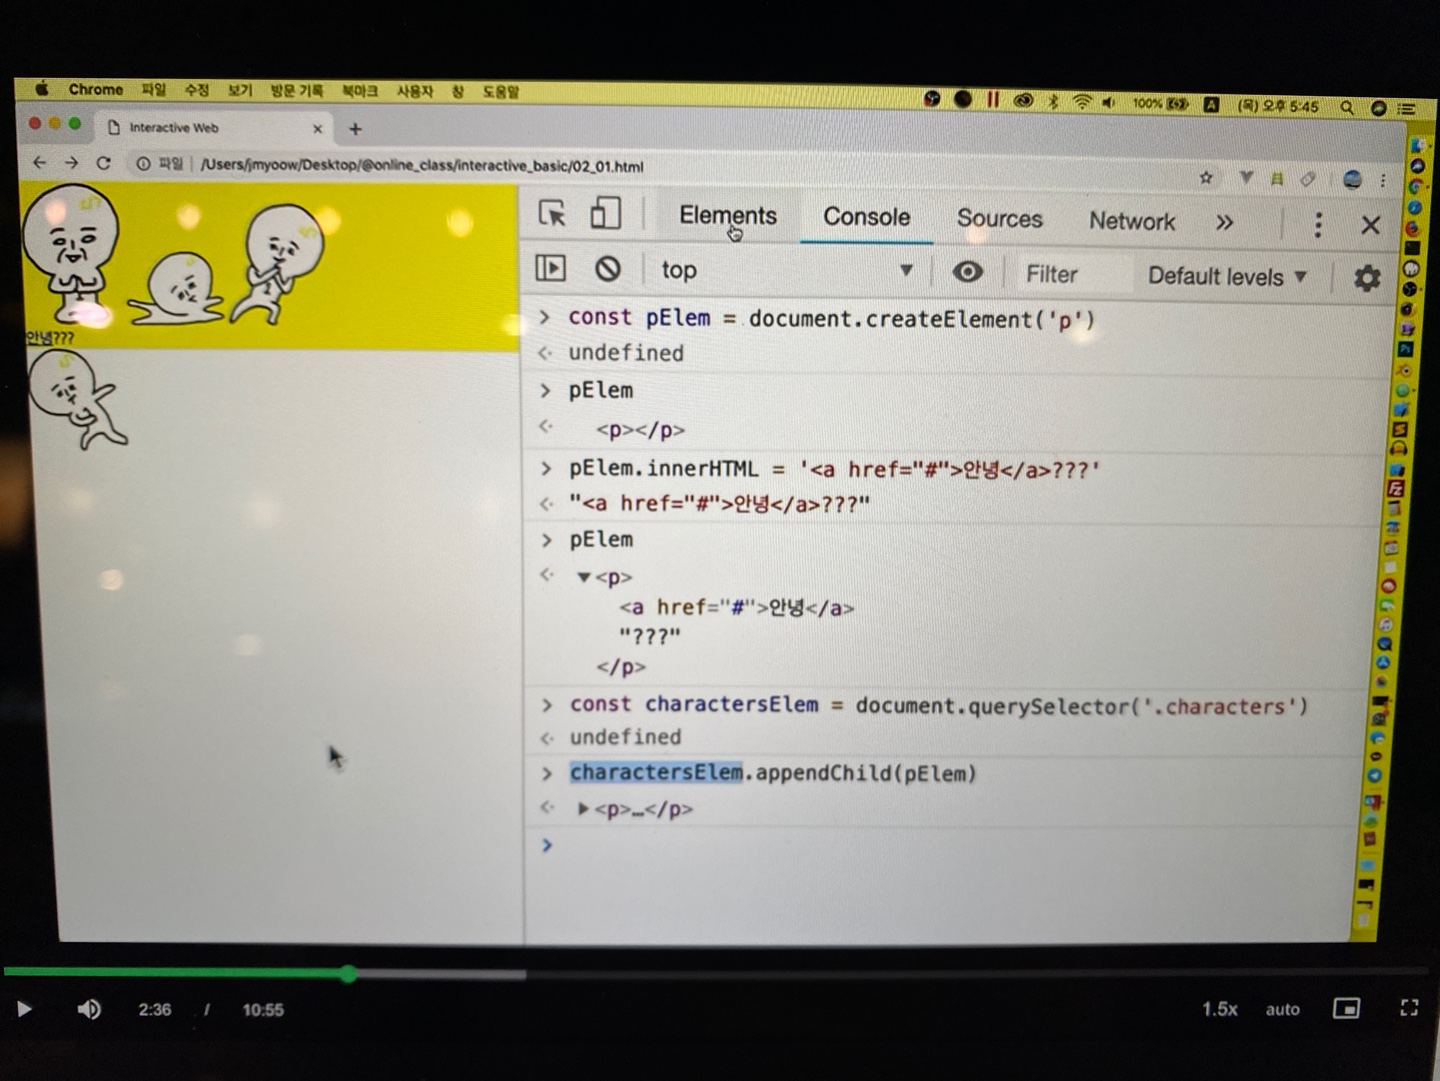 Chrome 파일 수정 보기 방문 기록 북마크 사용자 창 도움말 100% A (목) 오후 5:45
Interactive Web
파일 /Users/jmyoow/Desktop/@online_class/interactive_basic/02_01.html
Elements Console Sources Network »
top Filter Default levels
안녕???
> const pElem = document.createElement('p')
undefined
> pElem
<p></p>
> pElem.innerHTML = '<a href="#">안녕</a>???'
"<a href="#">안녕</a>???"
> pElem
<p>
<a href="#">안녕</a>
"???"
</p>
> const charactersElem = document.querySelector('.characters')
undefined
> charactersElem.appendChild(pElem)
<p>…</p>
>
2:36 / 10:55 1.5x auto